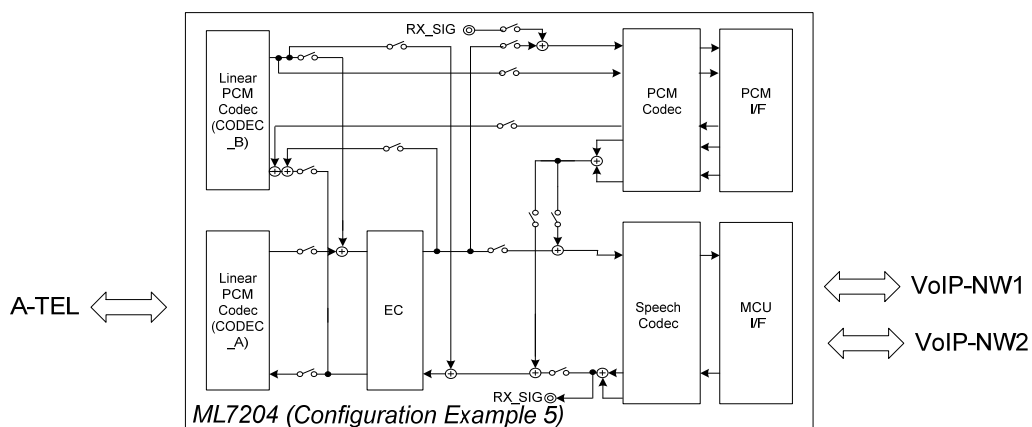 RX_SIG
Linear
PCM
Codec
(CODEC
_B)
PCM
Codec
PCM
I/F
Linear
PCM
Codec
(CODEC
_A)
EC
Speech
Codec
MCU
I/F
A-TEL
VoIP-NW1
VoIP-NW2
RX_SIG
ML7204 (Configuration Example 5)